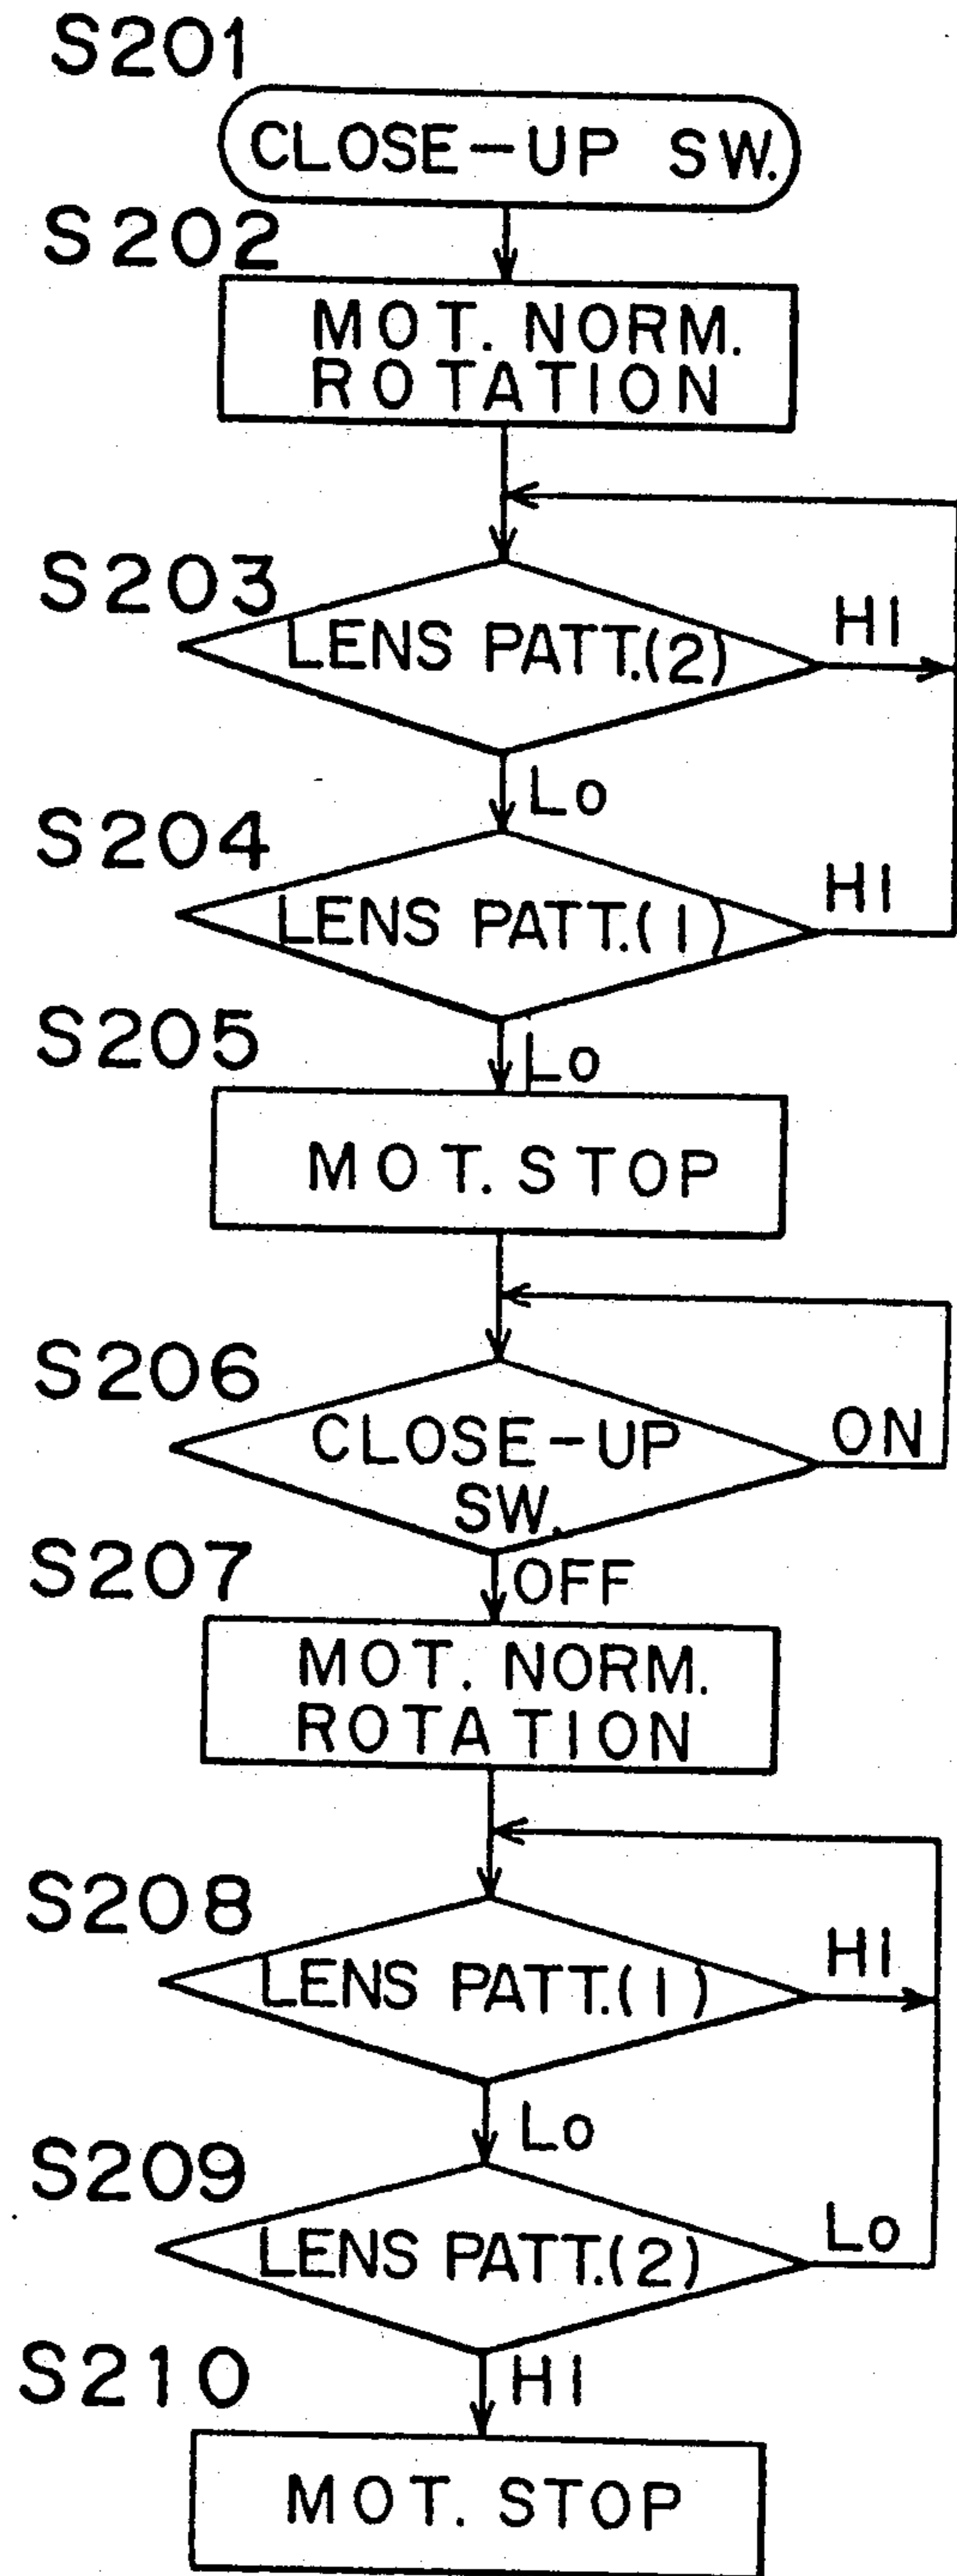 S201
CLOSE-UP SW.
S202
MOT. NORM.
ROTATION
S203
LENS PATT.(2)
HI
Lo
S204
LENS PATT.(1)
HI
S205
Lo
MOT. STOP
S206
CLOSE-UP
SW.
ON
S207
OFF
MOT. NORM.
ROTATION
S208
LENS PATT.(1)
HI
Lo
S209
LENS PATT.(2)
Lo
S210
HI
MOT. STOP